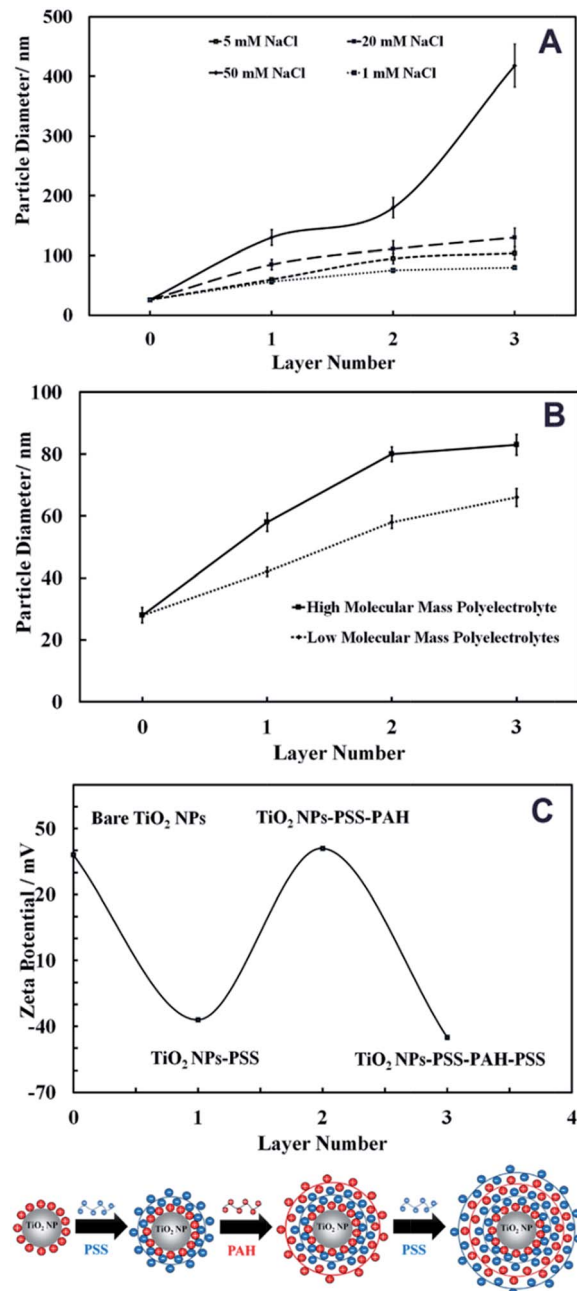 A
5 mM NaCl
20 mM NaCl
50 mM NaCl
1 mM NaCl
Particle Diameter/ nm
500
400
300
200
100
0
0
1
2
3
Layer Number
B
Particle Diameter/ nm
100
80
60
40
20
0
High Molecular Mass Polyelectrolyte
Low Molecular Mass Polyelectrolytes
0
1
2
3
Layer Number
C
Zeta Potential / mV
50
20
-10
-40
-70
Bare TiO₂ NPs
TiO₂ NPs-PSS-PAH
TiO₂ NPs-PSS
TiO₂ NPs-PSS-PAH-PSS
0
1
2
3
4
Layer Number
TiO₂ NP
PSS
TiO₂ NP
PAH
TiO₂ NP
PSS
TiO₂ NP